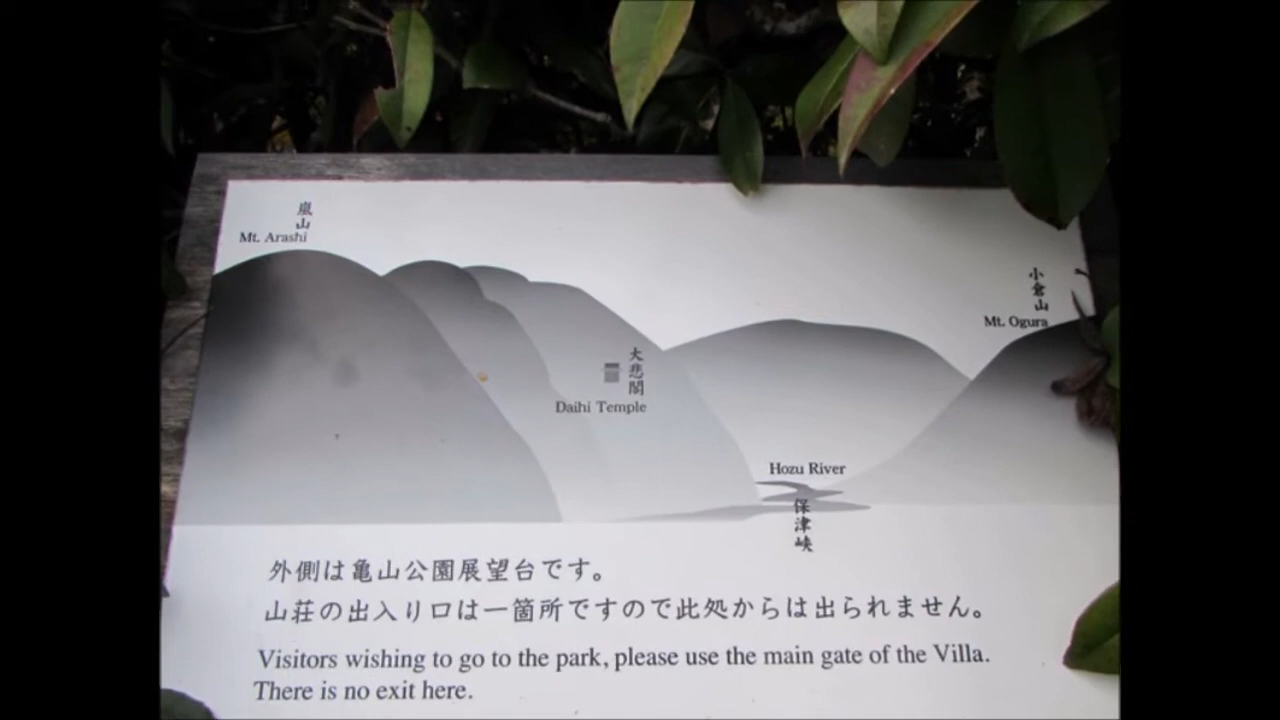 嵐山
Mt. Arashi
小倉山
Mt. Ogura
大悲閣
Daihi Temple
Hozu River
保津峡
外側は亀山公園展望台です。
山荘の出入り口は一箇所ですので此処からは出られません。
Visitors wishing to go to the park, please use the main gate of the Villa.
There is no exit here.